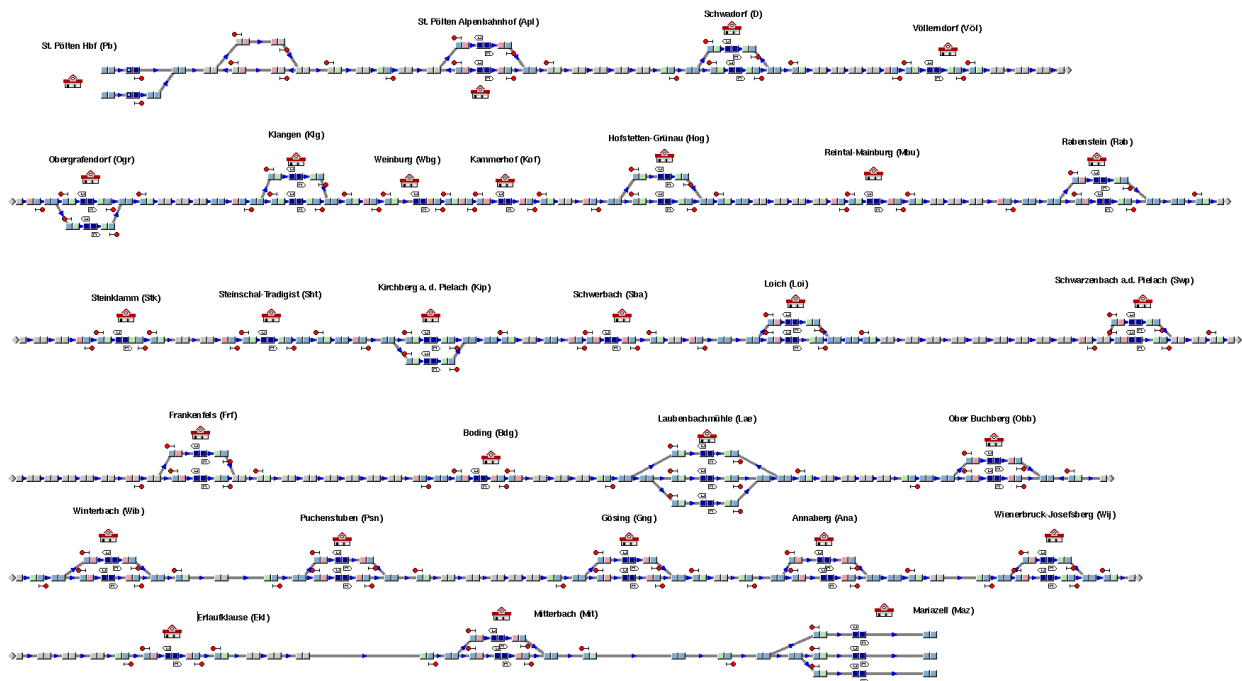 St. Pölten Hbf (Pb)
St. Pölten Alpenbahnhof (Apl)
Schwadorf (D)
Völlerndorf (Völ)
Obergrafendorf (Ogr)
Klangen (Klg)
Weinburg (Wbg)
Kammerhof (Kof)
Hofstetten-Grünau (Hog)
Reintal-Mainburg (Mbu)
Rabenstein (Rab)
Steinklamm (Stk)
Steinschal-Tradigist (Sht)
Kirchberg a. d. Pielach (Kip)
Schwerbach (Sba)
Loich (Loi)
Schwarzenbach a.d. Pielach (Swp)
Frankenfels (Frf)
Boding (Bdg)
Laubenbachmühle (Lae)
Ober Buchberg (Obb)
Winterbach (Wib)
Puchenstuben (Psn)
Gösing (Gng)
Annaberg (Ana)
Wienerbruck-Josefsberg (Wij)
Erlaufklause (Ekl)
Mitterbach (Mit)
Mariazell (Maz)